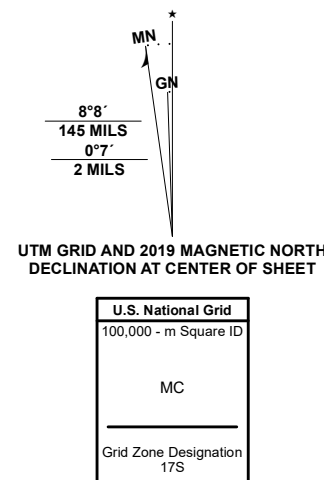 ★
MN
GN
8°8´
145 MILS
0°7´
2 MILS
UTM GRID AND 2019 MAGNETIC NORTH
DECLINATION AT CENTER OF SHEET
U.S. National Grid
100,000 - m Square ID
MC
Grid Zone Designation
17S